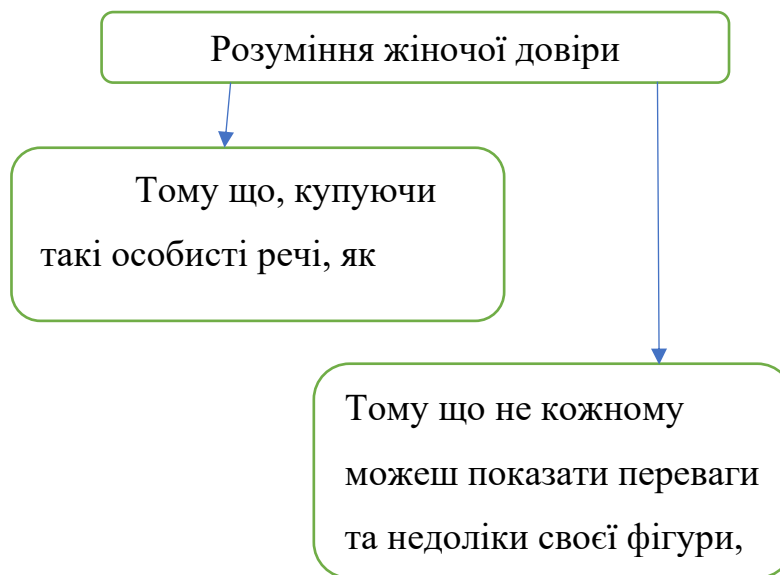 Розуміння жіночої довіри
Тому що, купуючи
такі особисті речі, як
Тому що не кожному
можеш показати переваги
та недоліки своєї фігури,